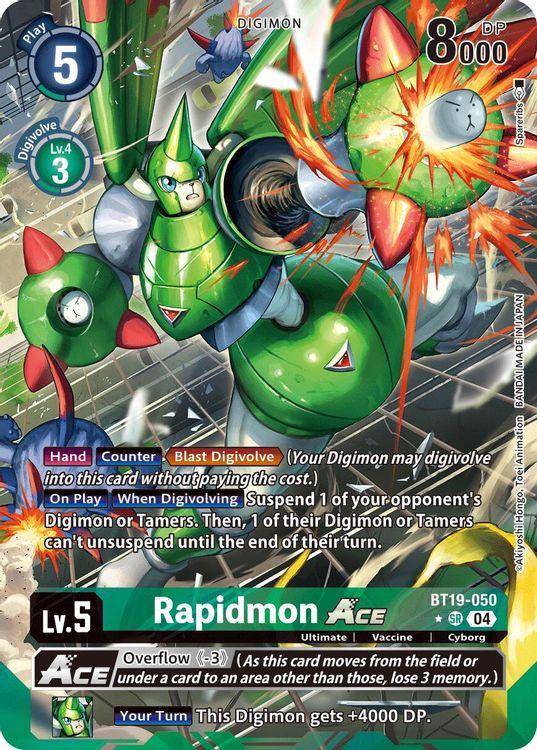 DIGIMON
Play
5
DP
8000
Digivolve
Lv.4
3
Spareribs
©Akiyoshi Hongo, Toei Animation BANDAI MADE IN JAPAN
Hand Counter Blast Digivolve (Your Digimon may digivolve
into this card without paying the cost.)
On Play When Digivolving Suspend 1 of your opponent's
Digimon or Tamers. Then, 1 of their Digimon or Tamers
can't unsuspend until the end of their turn.
Lv.5
Rapidmon ACE
BT19-050
★ SR 04
Ultimate | Vaccine | Cyborg
ACE Overflow《-3》(As this card moves from the field or
under a card to an area other than those, lose 3 memory.)
Your Turn This Digimon gets +4000 DP.